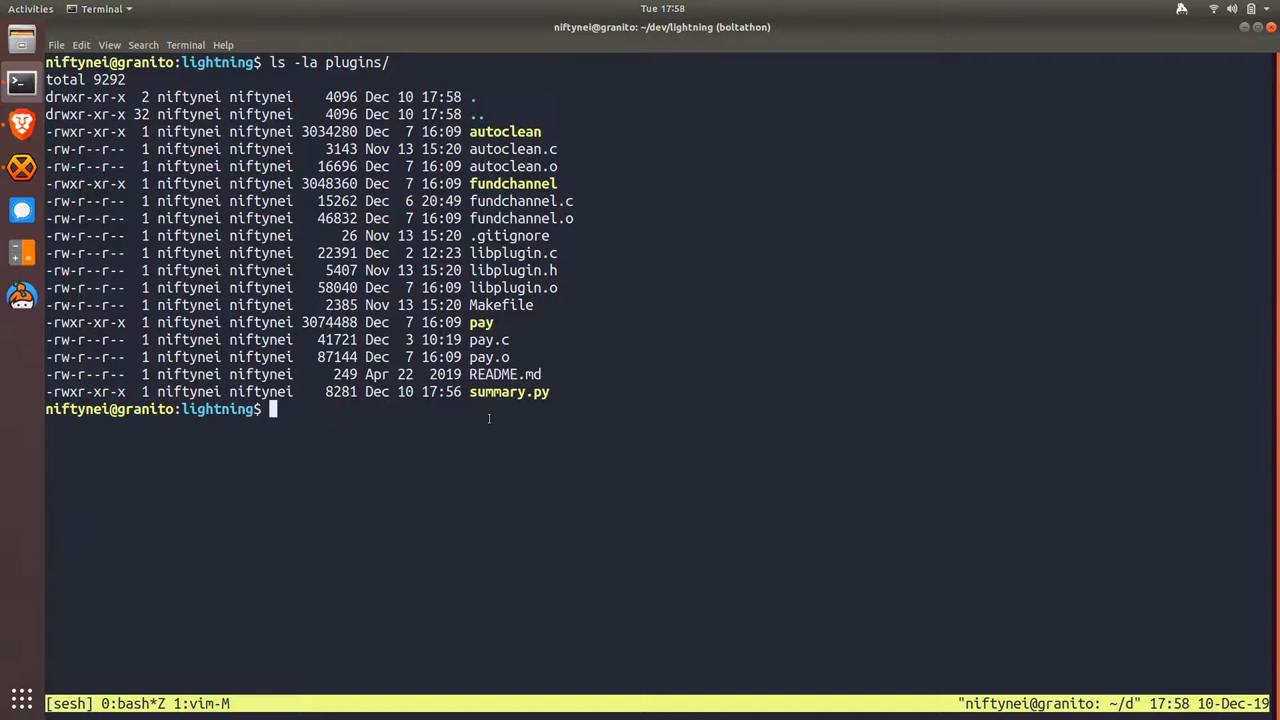 Activities Terminal Tue 17:58
niftynei@granito: ~/dev/lightning (boltathon)
File Edit View Search Terminal Help
niftynei@granito:lightning$ ls -la plugins/
total 9292
drwxr-xr-x 2 niftynei niftynei 4096 Dec 10 17:58 .
drwxr-xr-x 32 niftynei niftynei 4096 Dec 10 17:58 ..
-rwxr-xr-x 1 niftynei niftynei 3034280 Dec 7 16:09 autoclean
-rw-r--r-- 1 niftynei niftynei 3143 Nov 13 15:20 autoclean.c
-rw-r--r-- 1 niftynei niftynei 16696 Dec 7 16:09 autoclean.o
-rwxr-xr-x 1 niftynei niftynei 3048360 Dec 7 16:09 fundchannel
-rw-r--r-- 1 niftynei niftynei 15262 Dec 6 20:49 fundchannel.c
-rw-r--r-- 1 niftynei niftynei 46832 Dec 7 16:09 fundchannel.o
-rw-r--r-- 1 niftynei niftynei 26 Nov 13 15:20 .gitignore
-rw-r--r-- 1 niftynei niftynei 22391 Dec 2 12:23 libplugin.c
-rw-r--r-- 1 niftynei niftynei 5407 Nov 13 15:20 libplugin.h
-rw-r--r-- 1 niftynei niftynei 58040 Dec 7 16:09 libplugin.o
-rw-r--r-- 1 niftynei niftynei 2385 Nov 13 15:20 Makefile
-rwxr-xr-x 1 niftynei niftynei 3074488 Dec 7 16:09 pay
-rw-r--r-- 1 niftynei niftynei 41721 Dec 3 10:19 pay.c
-rw-r--r-- 1 niftynei niftynei 87144 Dec 7 16:09 pay.o
-rw-r--r-- 1 niftynei niftynei 249 Apr 22 2019 README.md
-rwxr-xr-x 1 niftynei niftynei 8281 Dec 10 17:56 summary.py
niftynei@granito:lightning$
[sesh] 0:bash*Z 1:vim-M "niftynei@granito: ~/d" 17:58 10-Dec-19